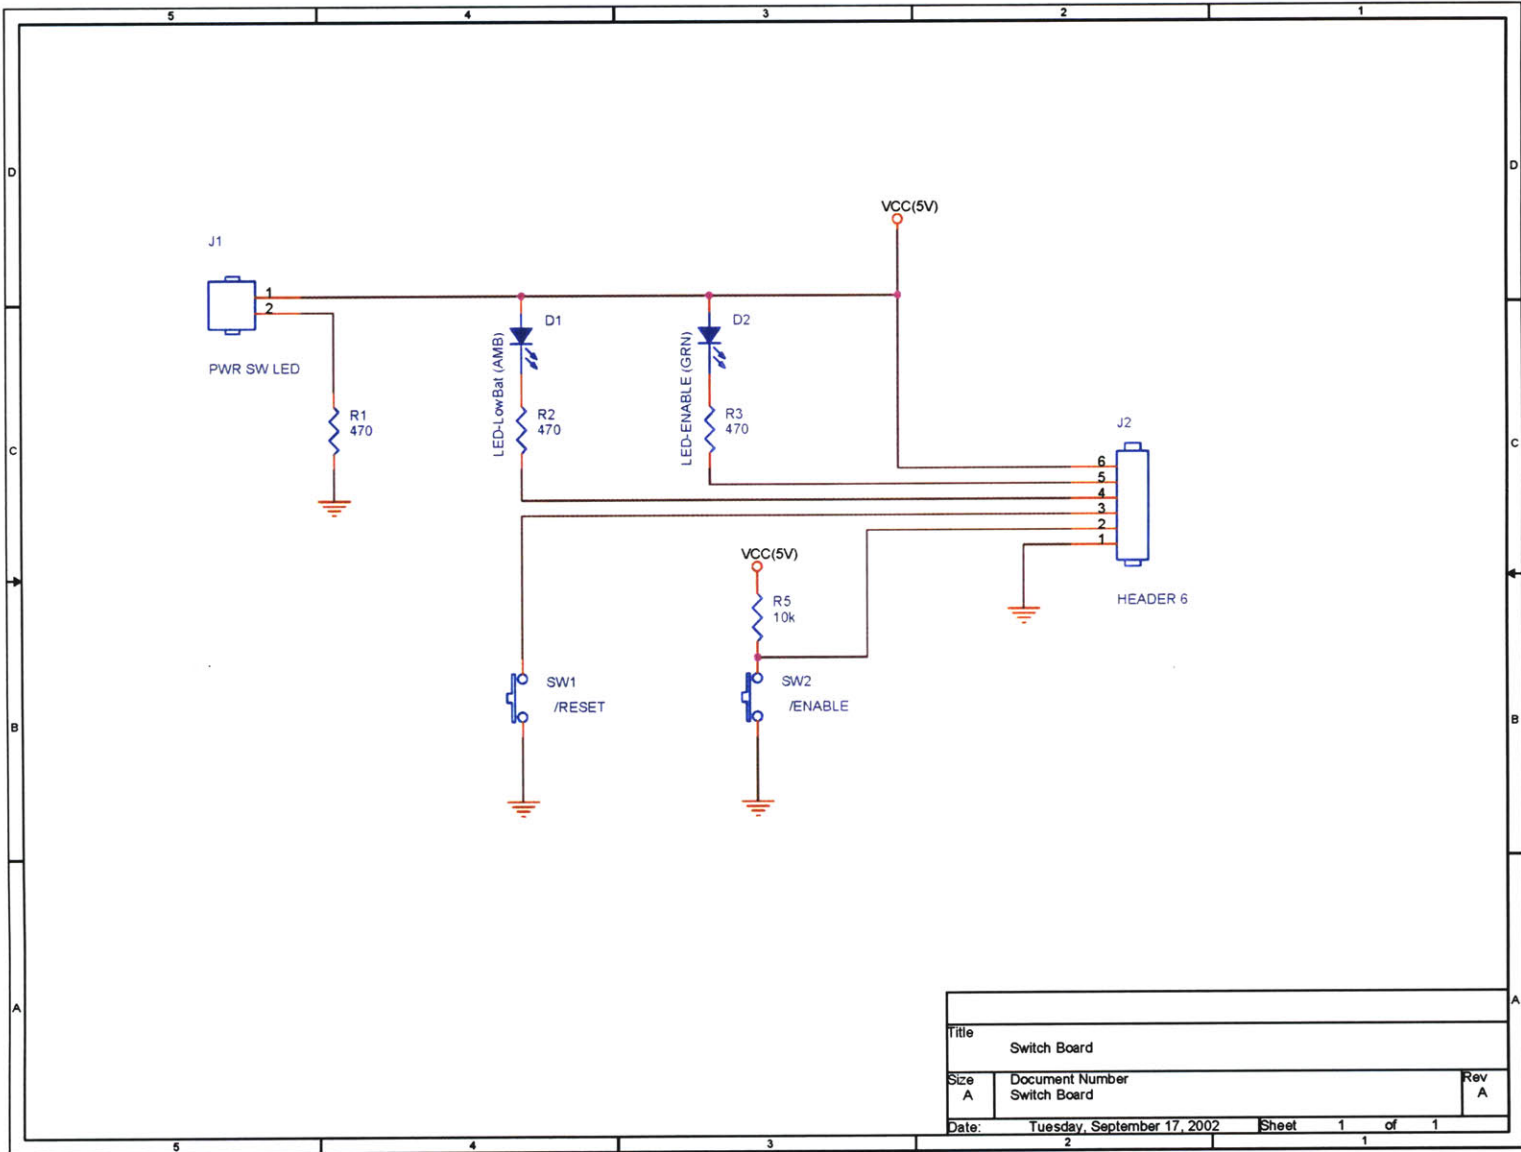 5 4 3 2 1
D D
VCC(5V)
J1
1
2
D1
D2
LED-LowBat (AMB)
LED-ENABLE (GRN)
PWR SW LED
R1
470
R2
470
R3
470
J2
C C
6
5
4
3
2
1
VCC(5V)
R5
10k
HEADER 6
SW1
/RESET
SW2
/ENABLE
B B
A A
Title
Switch Board
Size
A
Document Number
Switch Board
Rev
A
Date: Tuesday, September 17, 2002 Sheet 1 of 1
5 4 3 2 1